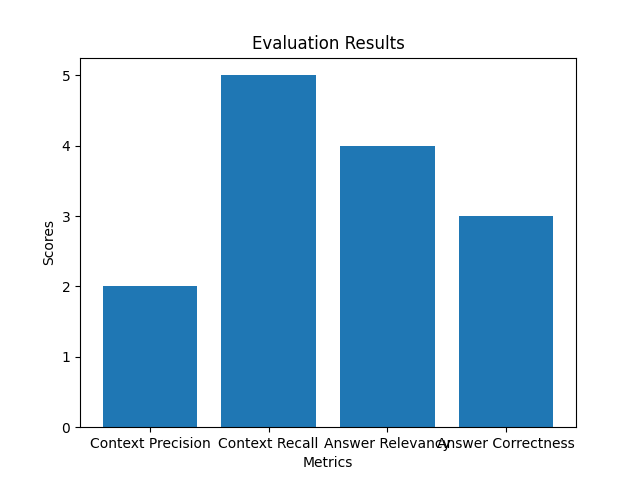 Evaluation Results
5
4
3
2
1
0
Scores
Context Precision Context Recall Answer Relevancy Answer Correctness
Metrics